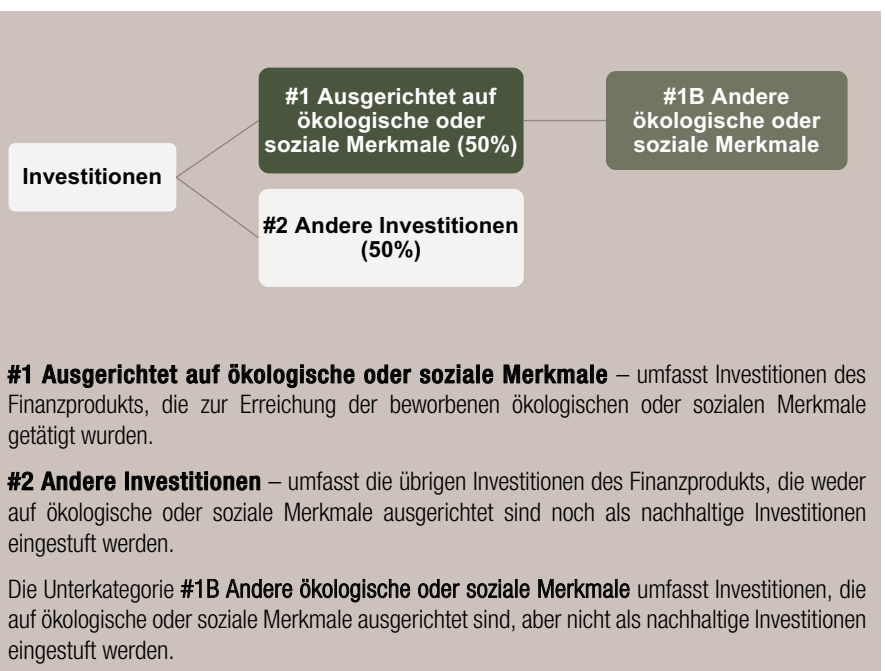 #1 Ausgerichtet auf
ökologische oder
soziale Merkmale (50%)
#1B Andere
ökologische oder
soziale Merkmale
Investitionen
#2 Andere Investitionen
(50%)
#1 Ausgerichtet auf ökologische oder soziale Merkmale – umfasst Investitionen des
Finanzprodukts, die zur Erreichung der beworbenen ökologischen oder sozialen Merkmale
getätigt wurden.
#2 Andere Investitionen – umfasst die übrigen Investitionen des Finanzprodukts, die weder
auf ökologische oder soziale Merkmale ausgerichtet sind noch als nachhaltige Investitionen
eingestuft werden.
Die Unterkategorie #1B Andere ökologische oder soziale Merkmale umfasst Investitionen, die
auf ökologische oder soziale Merkmale ausgerichtet sind, aber nicht als nachhaltige Investitionen
eingestuft werden.